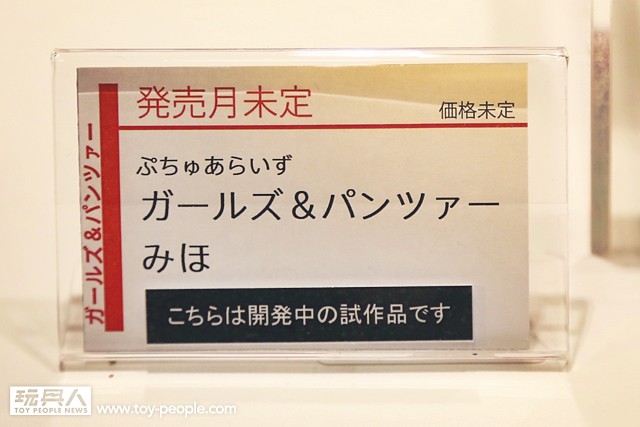 発売月未定
価格未定
ぷちゅあらいず
ガールズ＆パンツァー
みほ
こちらは開発中の試作品です
ガールズ＆パンツァー
玩具人
TOY PEOPLE NEWS
www.toy-people.com